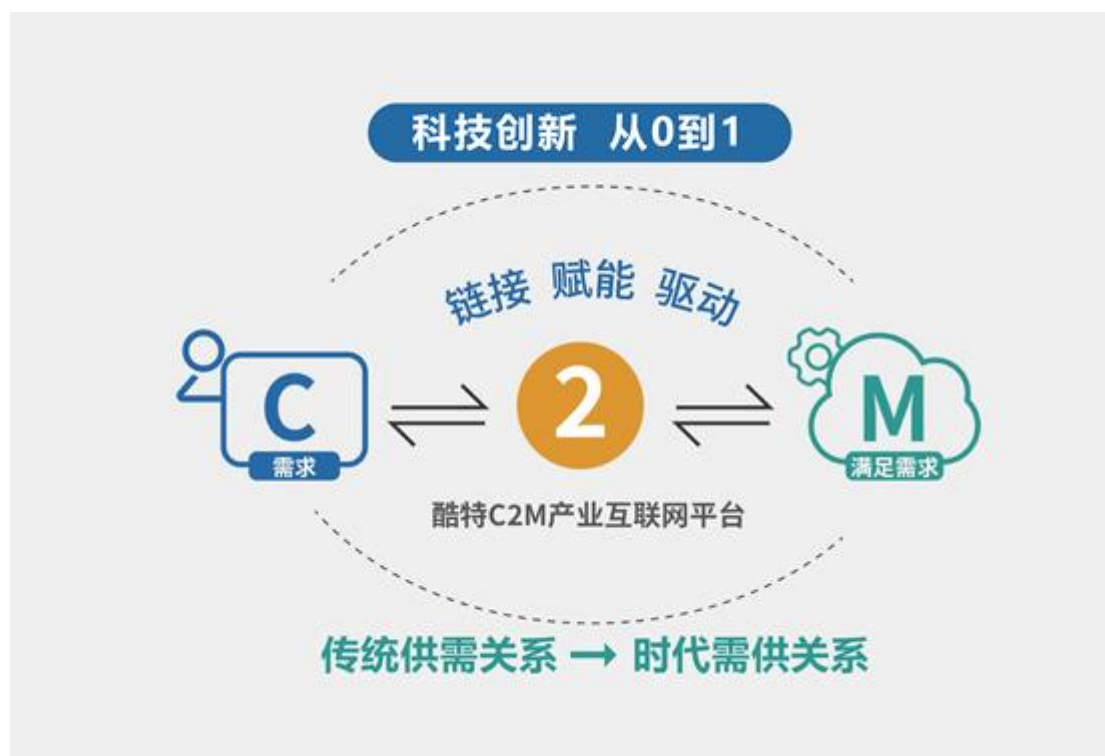 科技创新 从0到1
链接 赋能 驱动
C
需求
2
M
满足需求
酷特C2M产业互联网平台
传统供需关系 → 时代需供关系